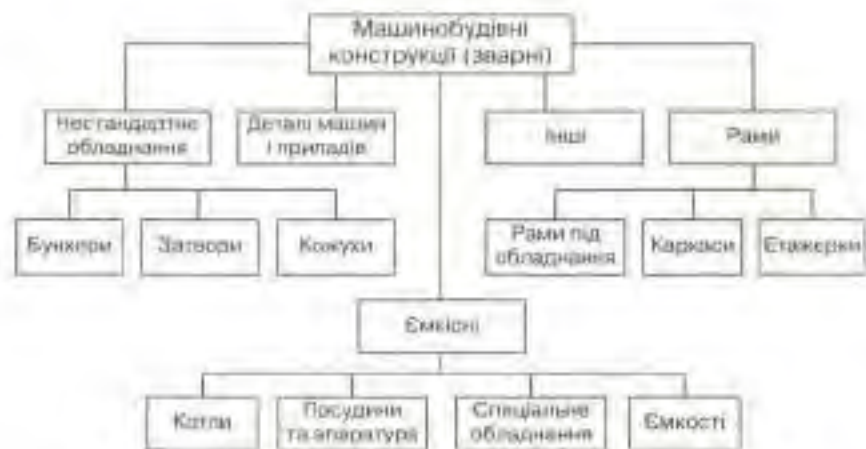 Машинобудівні
конструкції (зварні)
Нестандартне
обладнання
Деталі машин
і приладів
Інші
Рами
Бункери
Затвори
Кожухи
Рами під
обладнання
Каркаси
Етажерки
Ємкісні
Котли
Посудини
та апаратура
Спеціальне
обладнання
Ємкості